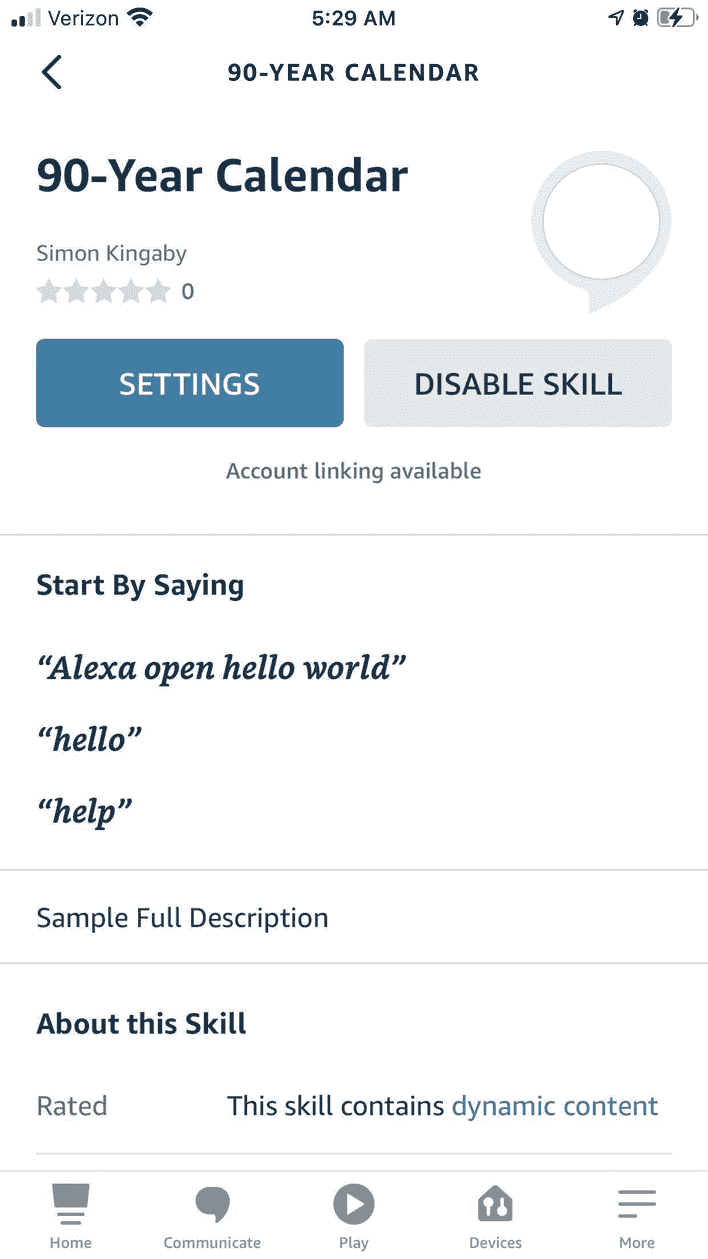 Verizon 5:29 AM
90-YEAR CALENDAR
90-Year Calendar
Simon Kingaby
0
SETTINGS DISABLE SKILL
Account linking available
Start By Saying
“Alexa open hello world”
“hello”
“help”
Sample Full Description
About this Skill
Rated This skill contains dynamic content
Home Communicate Play Devices More